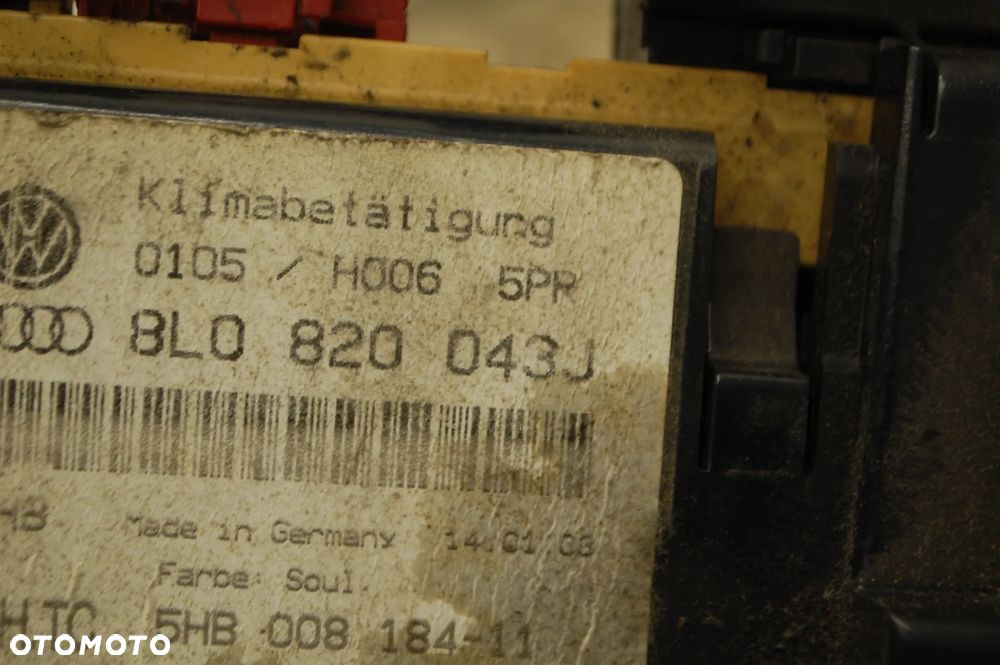 Klimabetätigung
0105 / H006 5PR
8L0 820 043J
HB Made in Germany 14.01.03
Farbe: Soul.
HTC 5HB 008 184-11
OTOMOTO